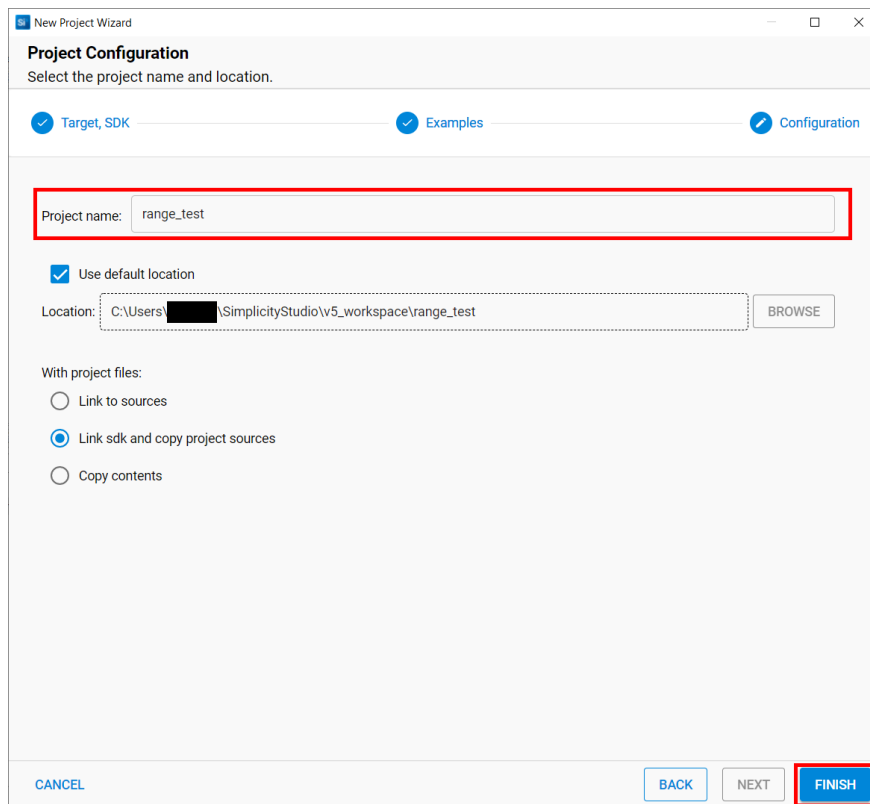 Si New Project Wizard
Project Configuration
Select the project name and location.
Target, SDK Examples Configuration
Project name: range_test
Use default location
Location: C:\Users\ \SimplicityStudio\v5_workspace\range_test BROWSE
With project files:
Link to sources
Link sdk and copy project sources
Copy contents
CANCEL BACK NEXT FINISH